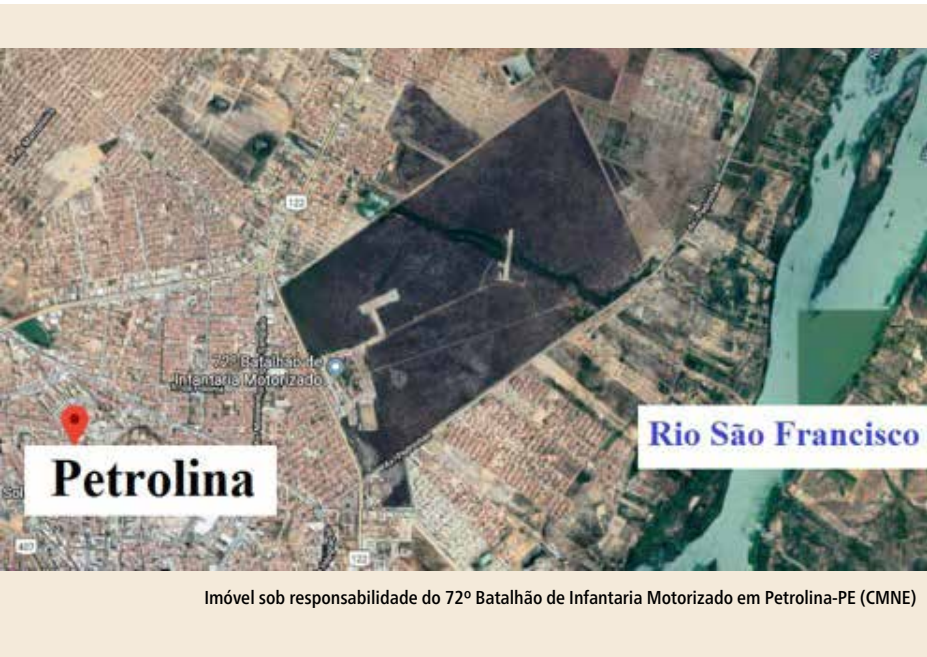 122
72º Batalhão de
Infantaria Motorizado
Petrolina
Rio São Francisco
407
122
Imóvel sob responsabilidade do 72º Batalhão de Infantaria Motorizado em Petrolina-PE (CMNE)